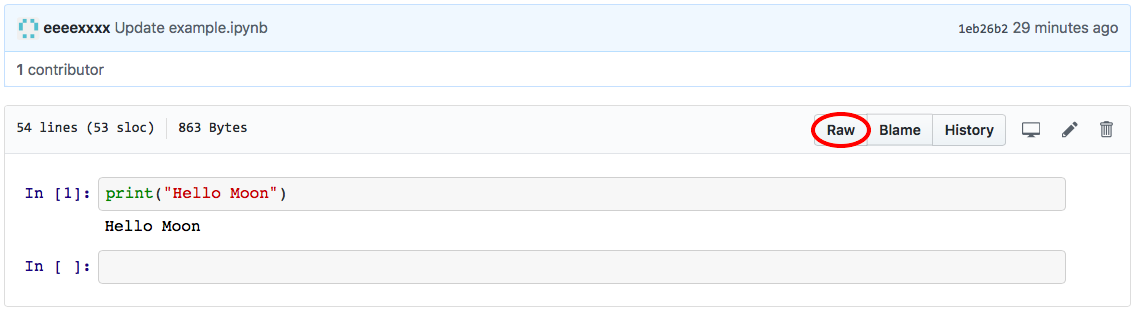 eeeexxxx Update example.ipynb 1eb26b2 29 minutes ago
1 contributor
54 lines (53 sloc) 863 Bytes Raw Blame History
In [1]: print("Hello Moon")
Hello Moon
In [ ]: